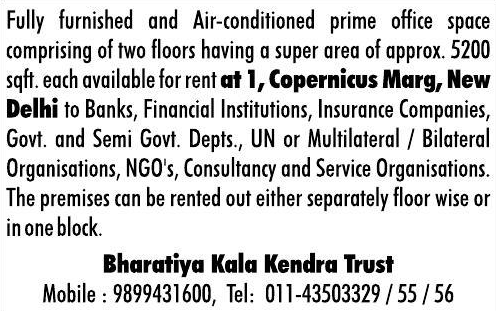 Fully furnished and Air-conditioned prime office space
comprising of two floors having a super area of approx. 5200
sqft. each available for rent at 1, Copernicus Marg, New
Delhi to Banks, Financial Institutions, Insurance Companies,
Govt. and Semi Govt. Depts., UN or Multilateral / Bilateral
Organisations, NGO's, Consultancy and Service Organisations.
The premises can be rented out either separately floor wise or
in one block.
Bharatiya Kala Kendra Trust
Mobile : 9899431600, Tel: 011-43503329 / 55 / 56